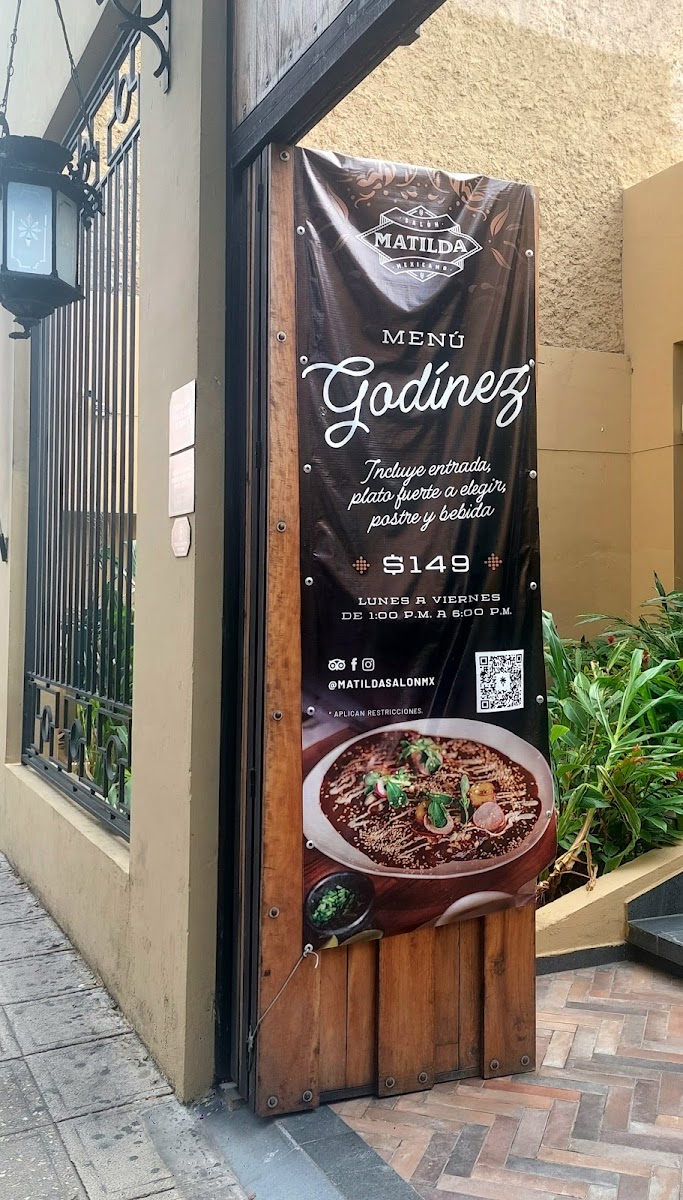 SALÓN
MATILDA
MEXICANO
MENÚ
Godínez
Incluye entrada,
plato fuerte a elegir,
postre y bebida
$149
LUNES A VIERNES
DE 1:00 P.M. A 6:00 P.M.
@MATILDASALONMX
* APLICAN RESTRICCIONES.